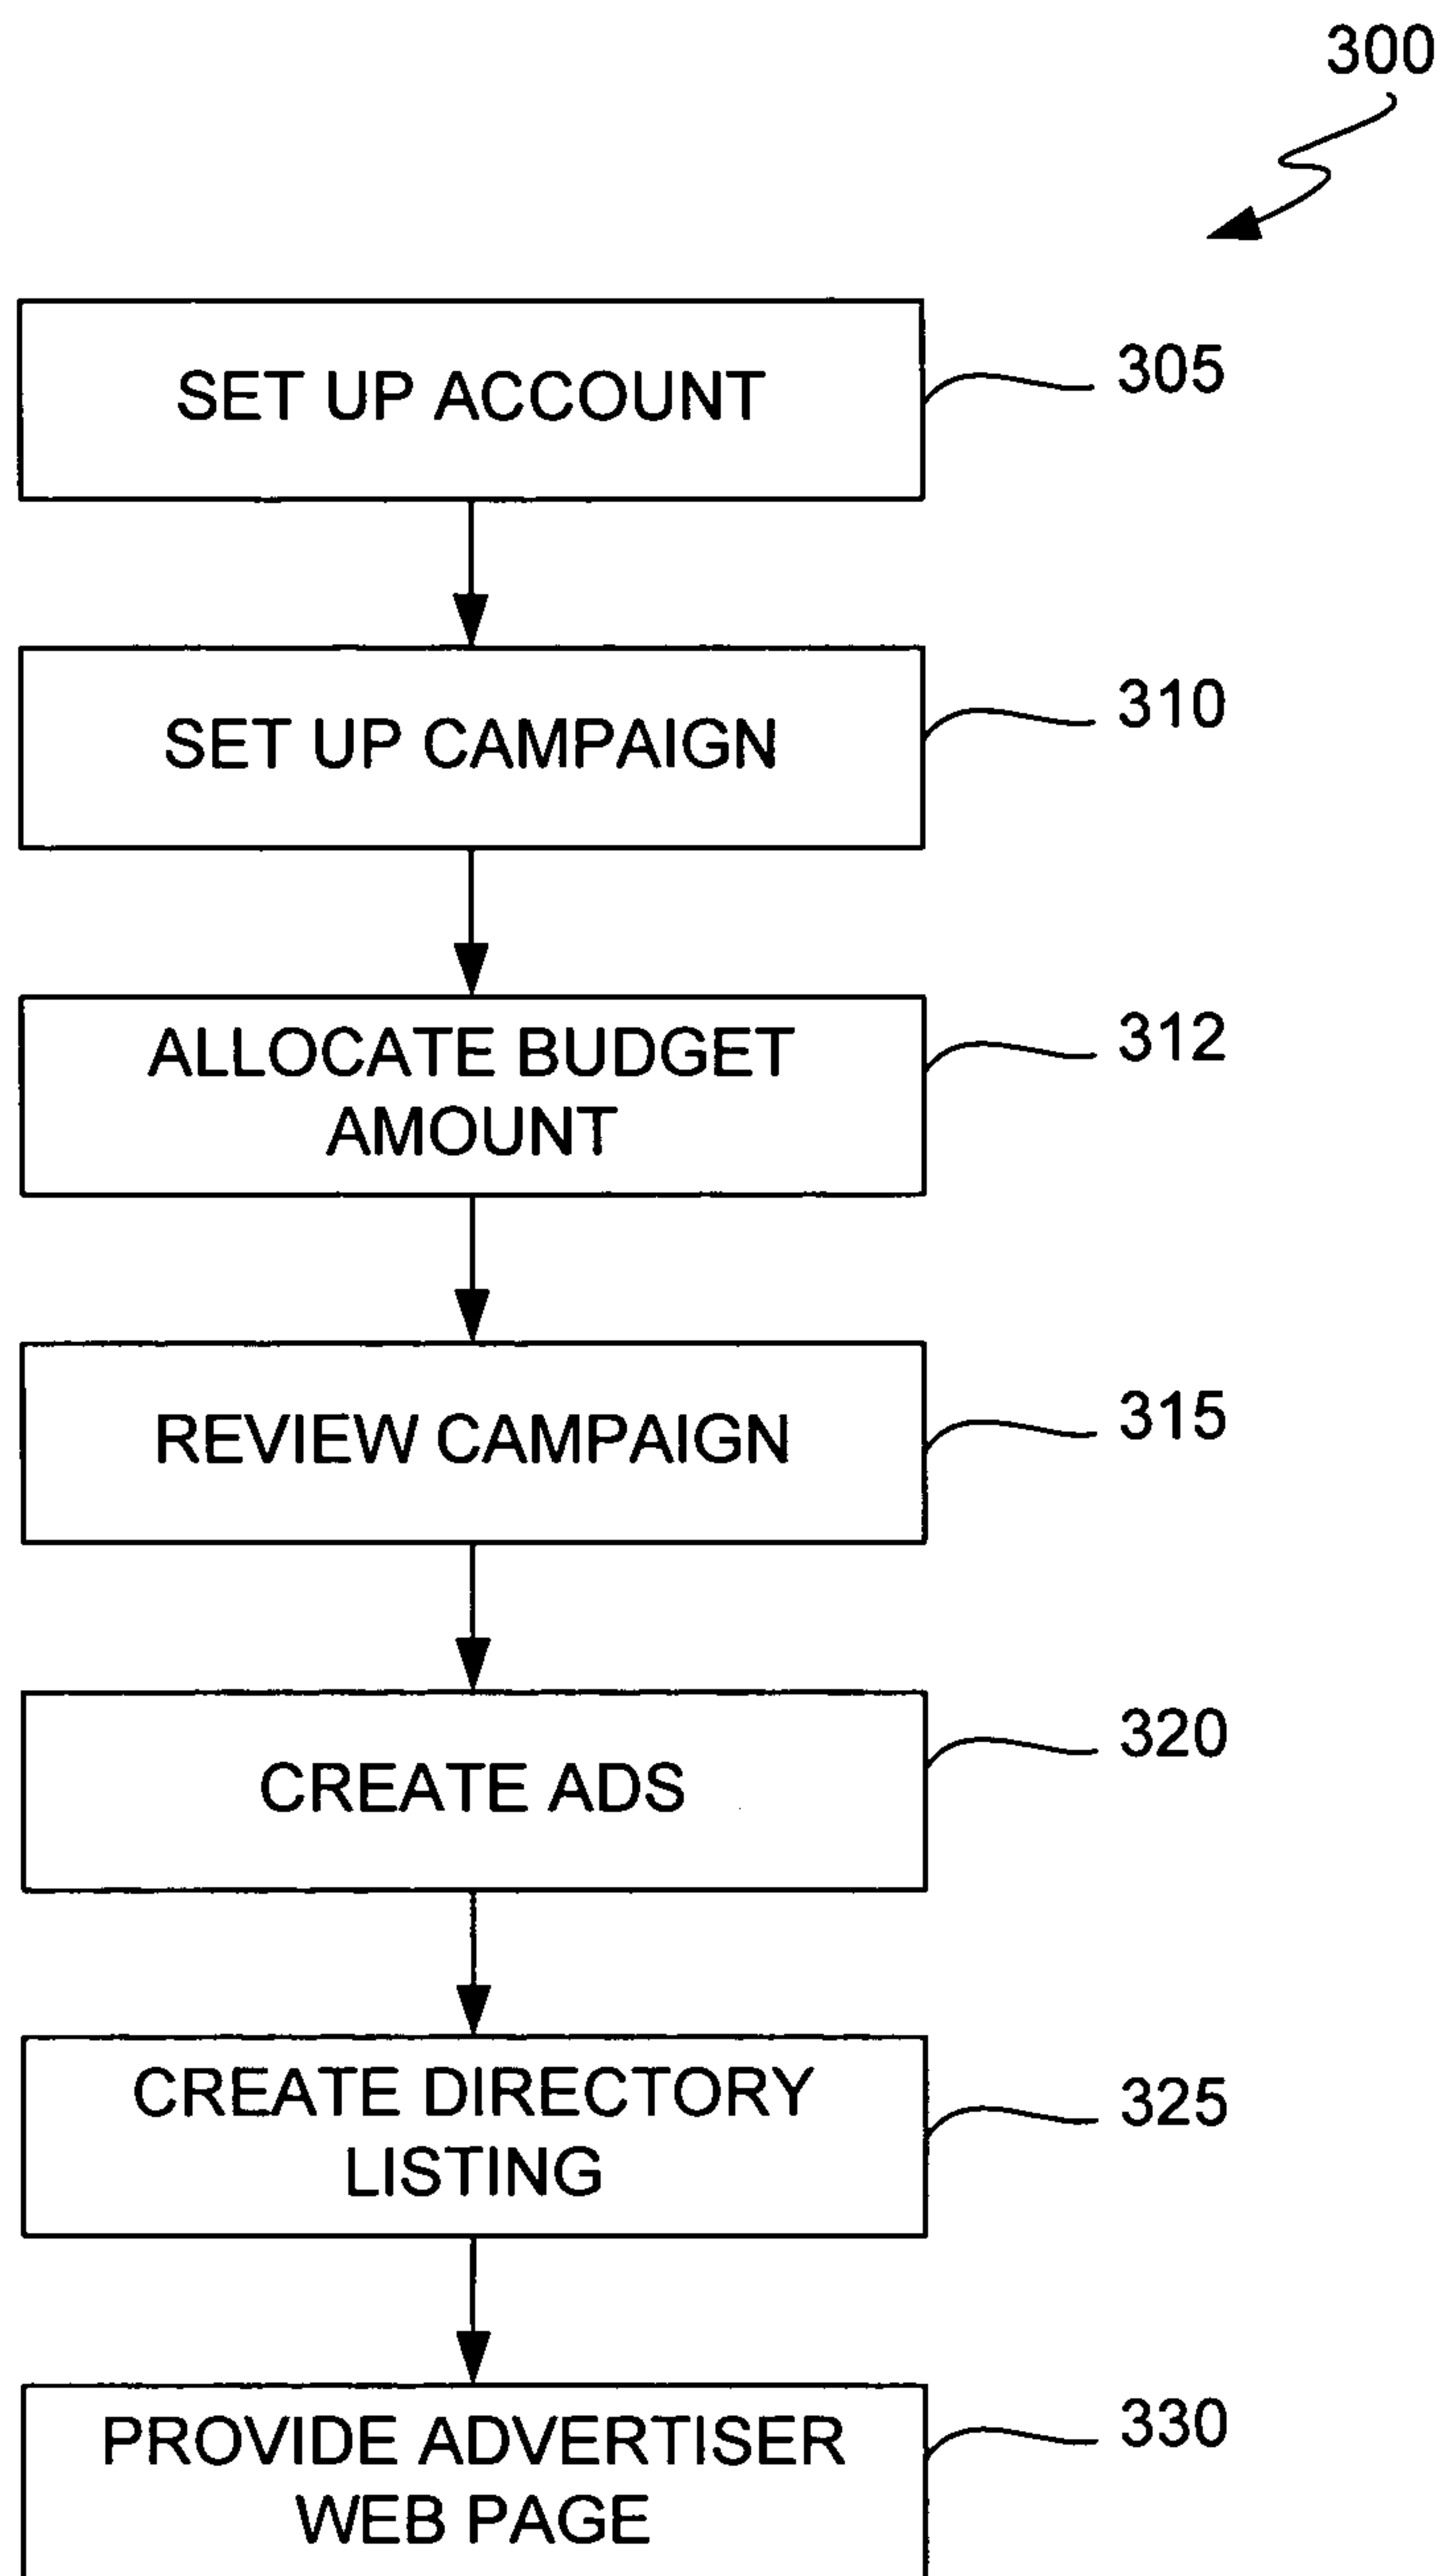 300
SET UP ACCOUNT
305
SET UP CAMPAIGN
310
ALLOCATE BUDGET
AMOUNT
312
REVIEW CAMPAIGN
315
CREATE ADS
320
CREATE DIRECTORY
LISTING
325
PROVIDE ADVERTISER
WEB PAGE
330